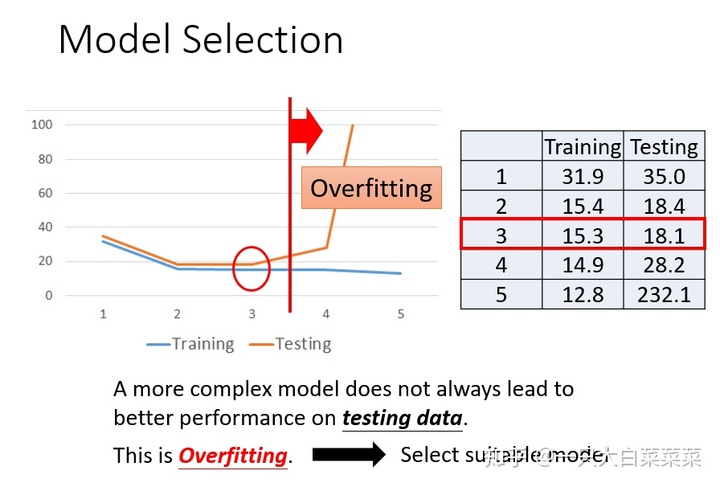 Model Selection
100
80
60
40
20
0
1 2 3 4 5
Overfitting
Training Testing
Training Testing
1 31.9 35.0
2 15.4 18.4
3 15.3 18.1
4 14.9 28.2
5 12.8 232.1
A more complex model does not always lead to
better performance on testing data.
This is Overfitting. Select suitable model
知乎 @一只大白菜菜菜